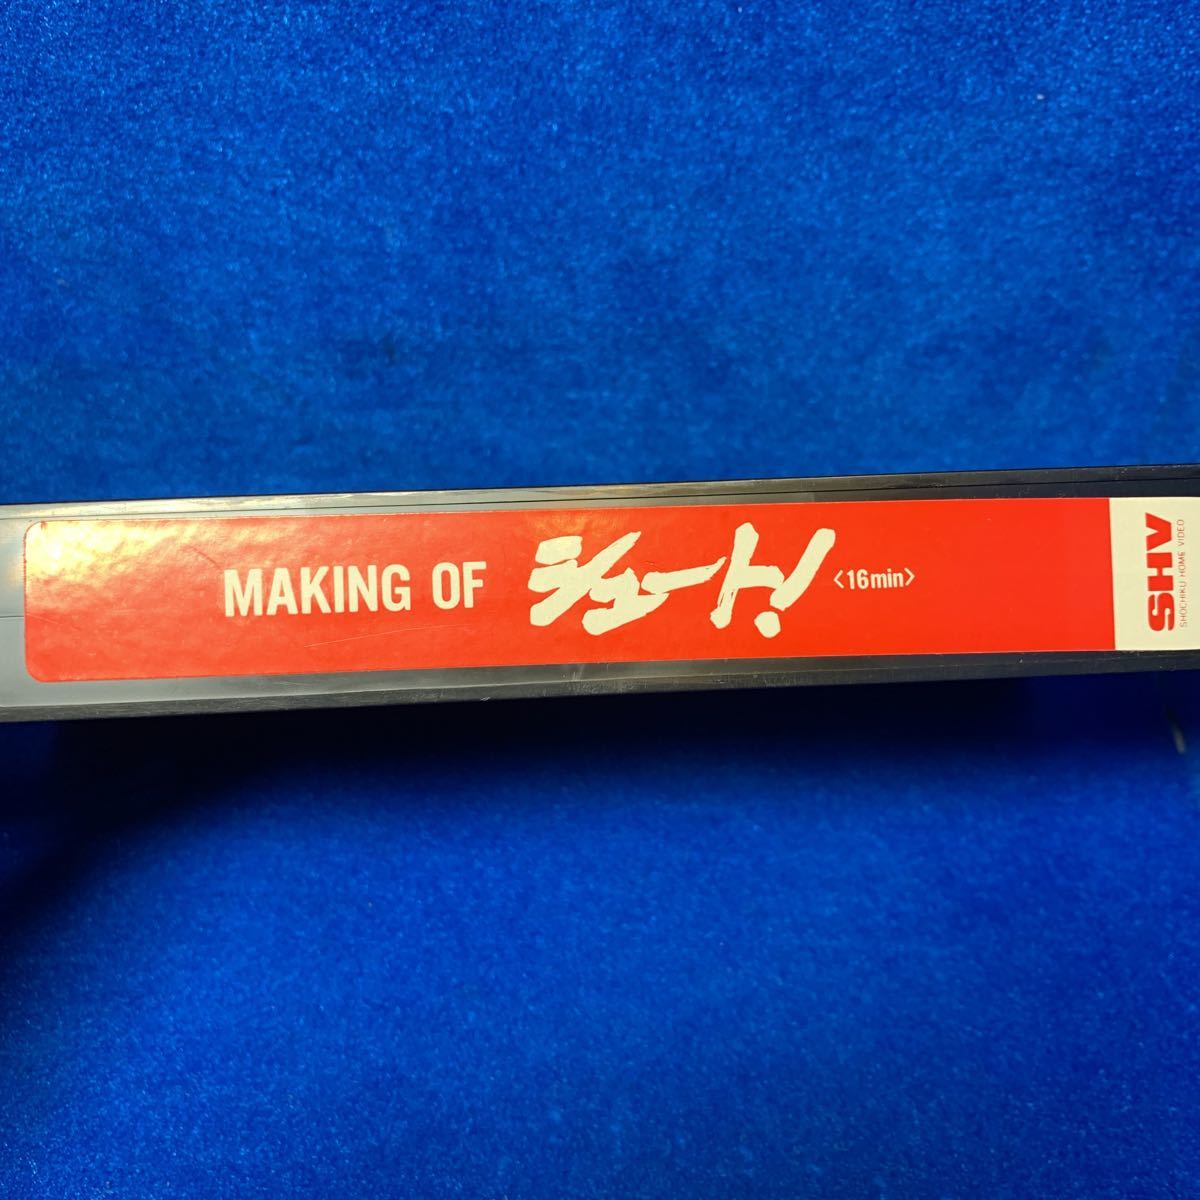 MAKING OF シュート! <16min>
SHV
SHOCHIKU HOME VIDEO